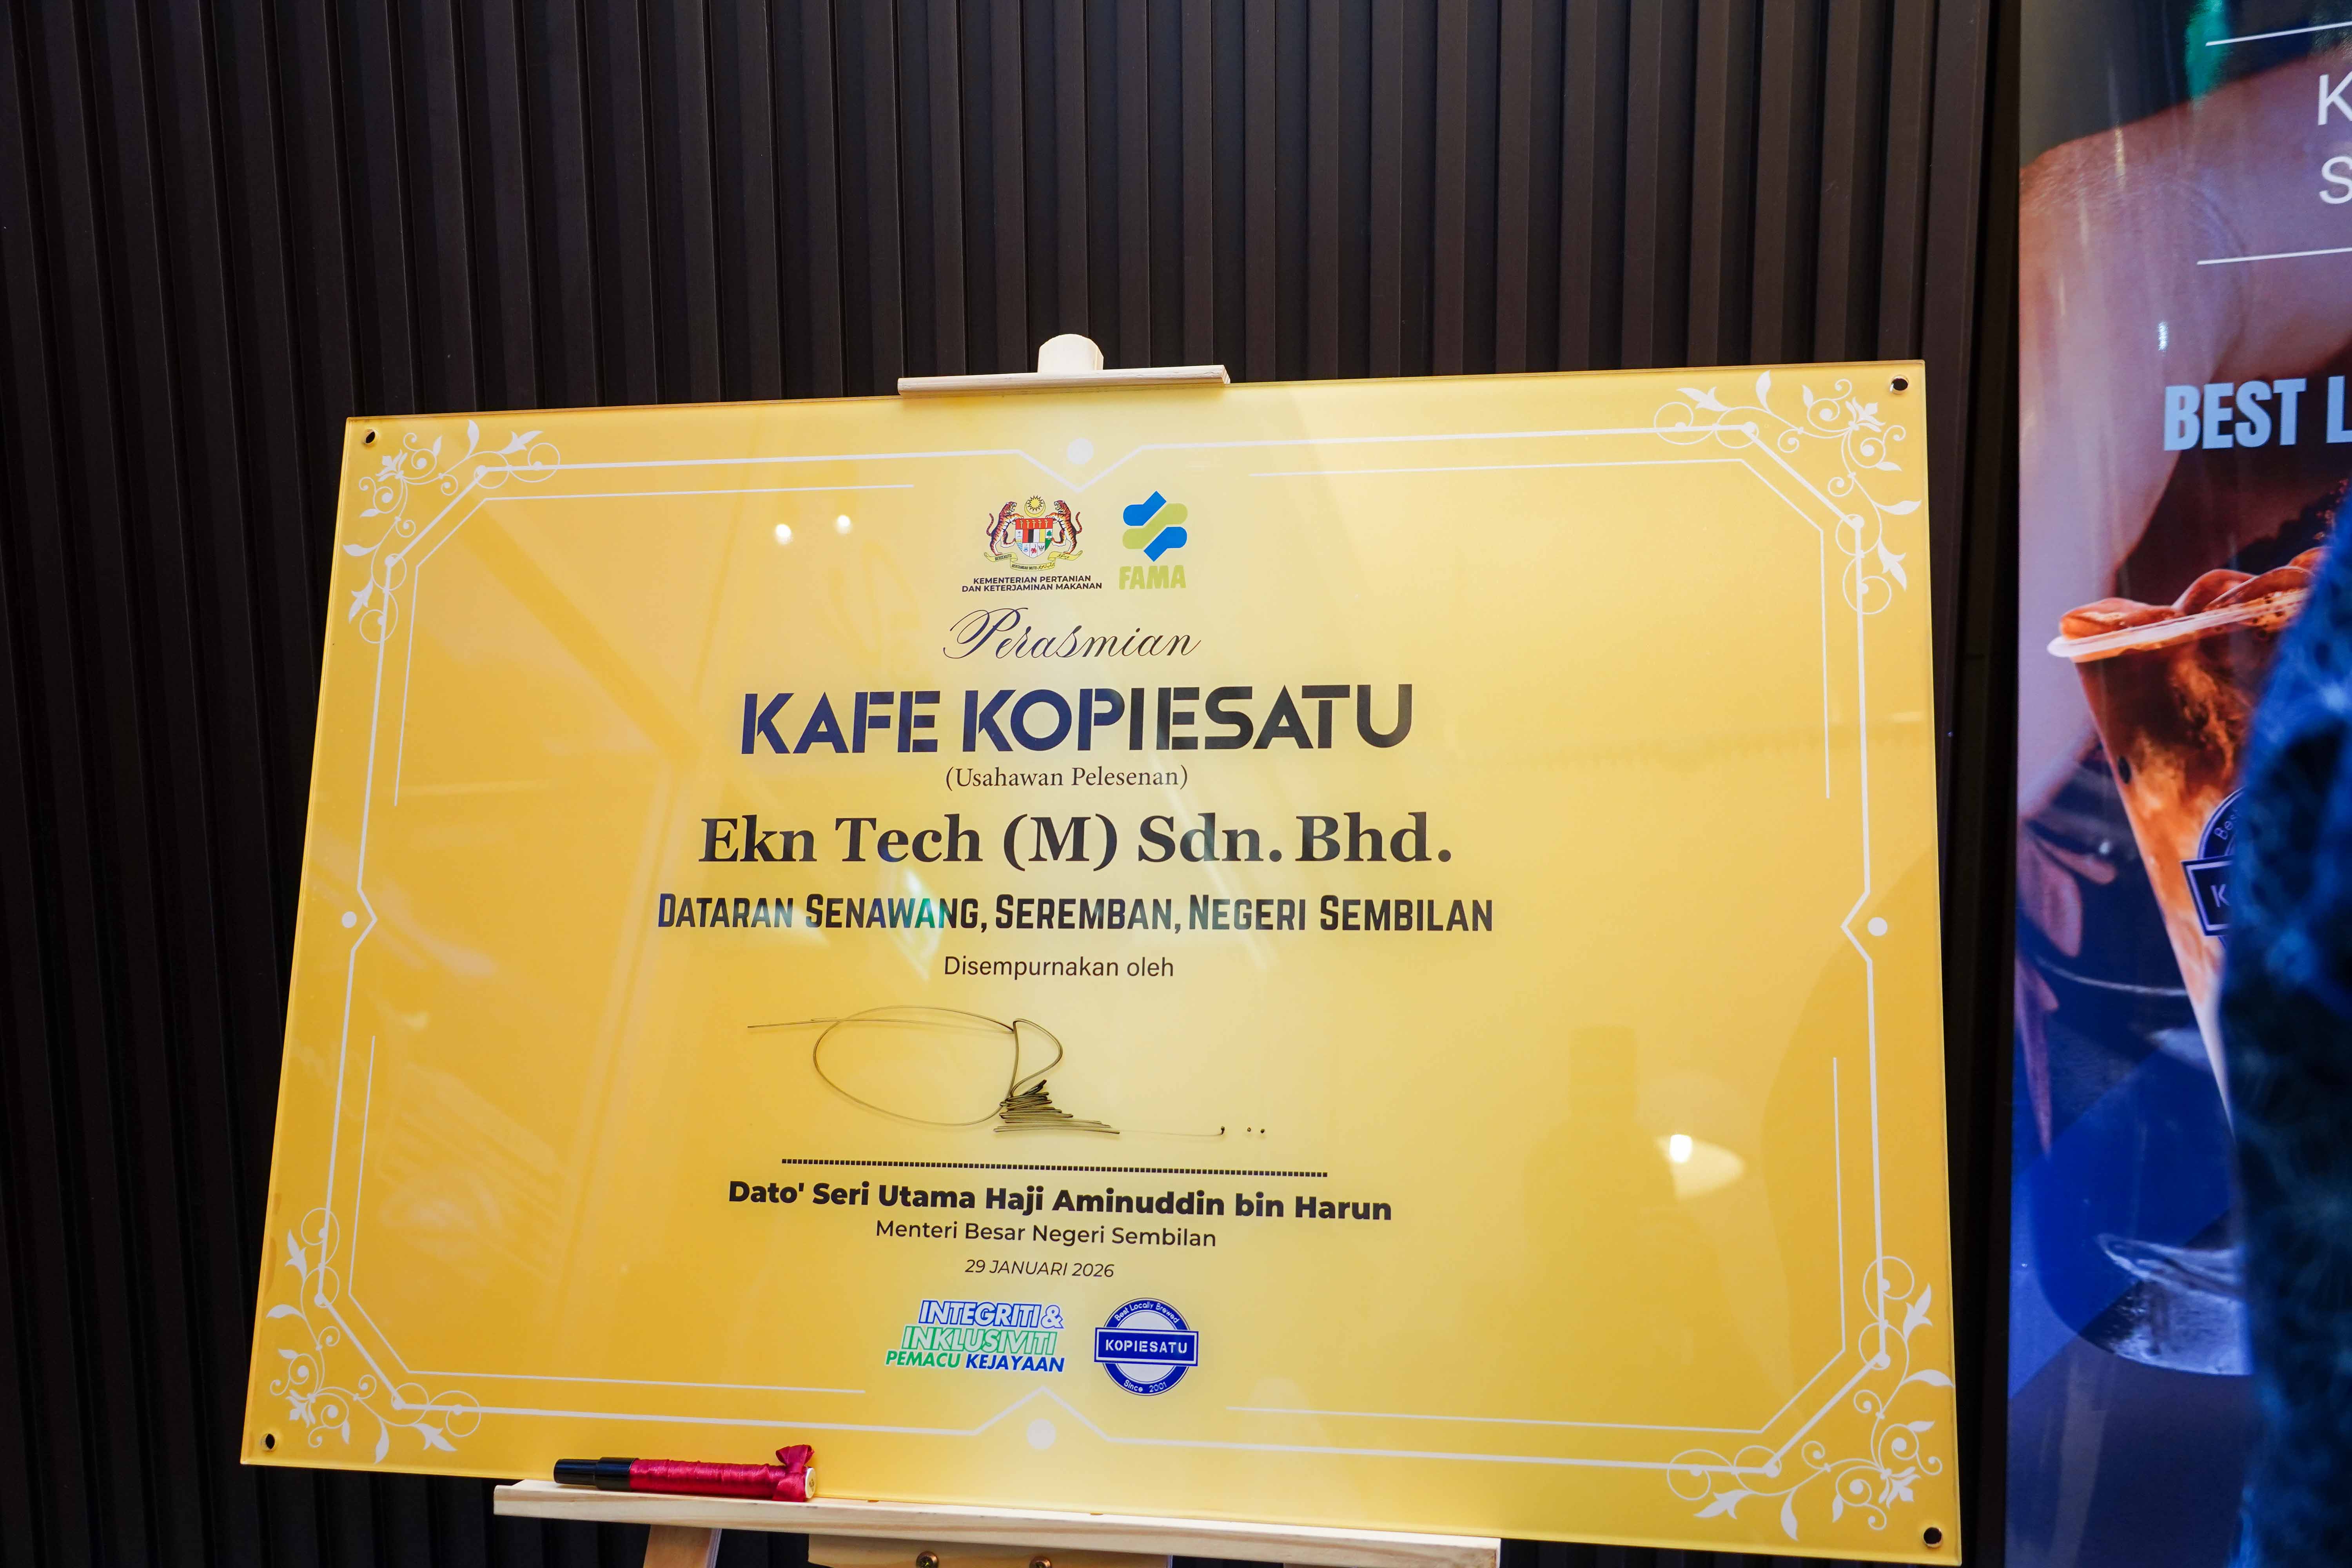 KEMENTERIAN PERTANIAN
DAN KETERJAMINAN MAKANAN
FAMA
Perasmian
KAFE KOPIESATU
(Usahawan Pelesenan)
Ekn Tech (M) Sdn. Bhd.
DATARAN SENAWANG, SEREMBAN, NEGERI SEMBILAN
Disempurnakan oleh
Dato' Seri Utama Haji Aminuddin bin Harun
Menteri Besar Negeri Sembilan
29 JANUARI 2026
INTEGRITI &
INKLUSIVITI
PEMACU KEJAYAAN
Best Locally Brewed
KOPIESATU
Since 2001
K
S
BEST L